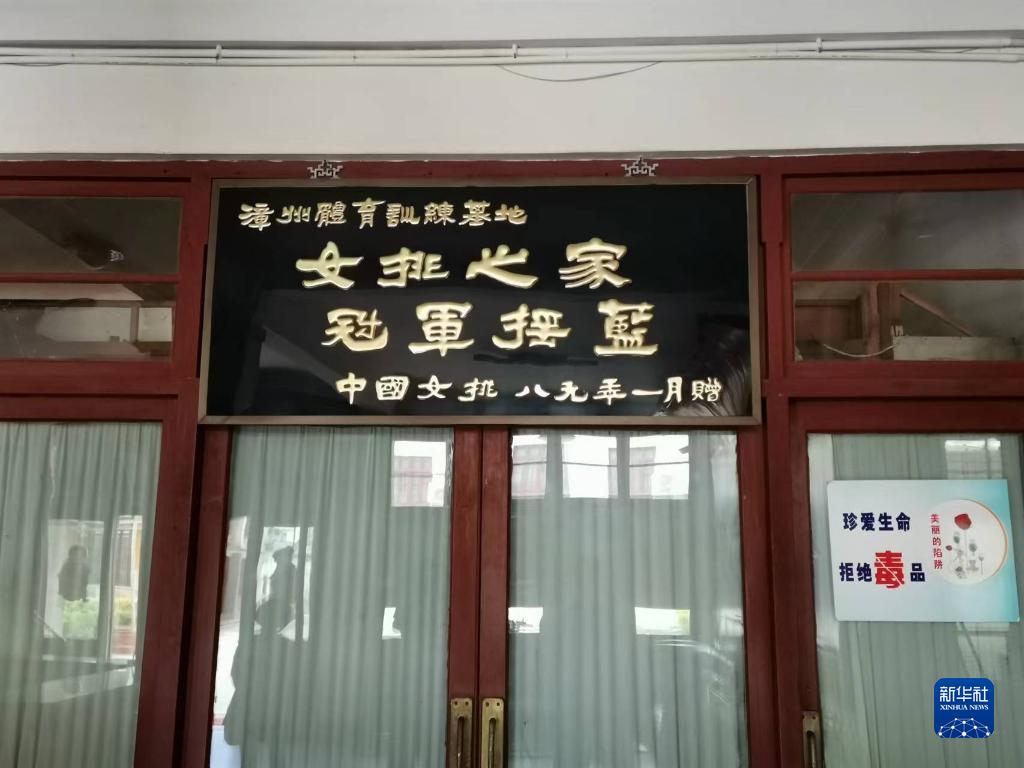 漳州體育訓練基地
女排之家
冠軍摇藍
中國女排 八九年一月贈
珍爱生命
拒绝毒品
美丽的陷阱
新华社
XINHUA NEWS